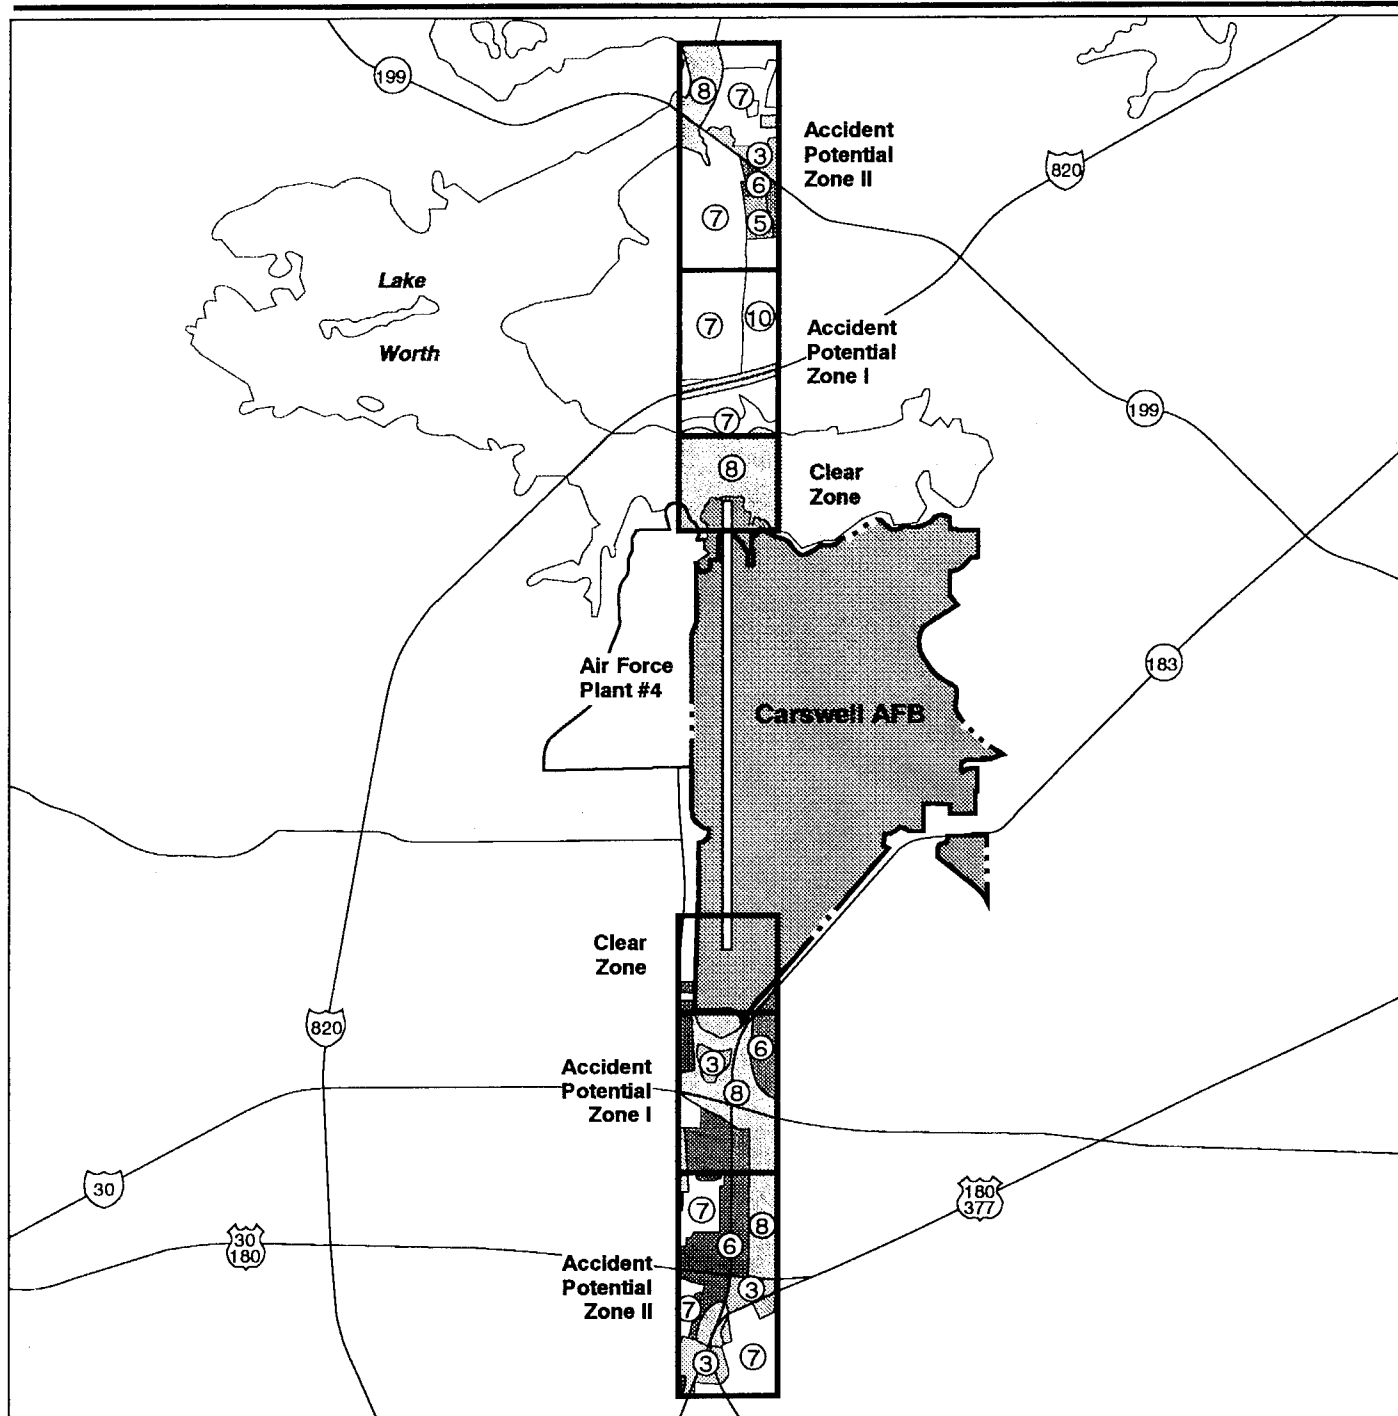 199
8
7
Accident
Potential
Zone II
3
6
5
7
820
Lake
Worth
7
10
Accident
Potential
Zone I
7
199
8
Clear
Zone
Air Force
Plant #4
183
Carswell AFB
Clear
Zone
820
6
3
8
Accident
Potential
Zone I
30
180
377
7
8
30
180
6
Accident
Potential
Zone II
3
7
7
3